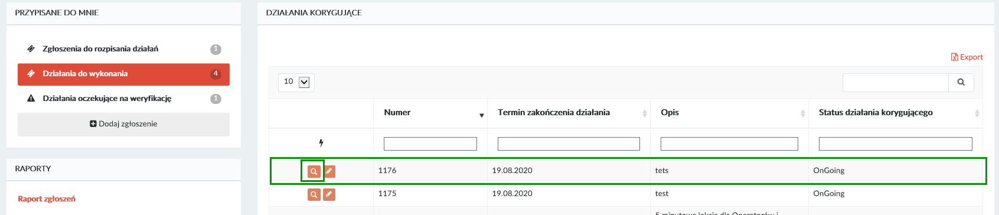 PRZYPISANE DO MNIE
Zgłoszenia do rozpisania działań 1
Działania do wykonania 4
Działania oczekujące na weryfikację 1
Dodaj zgłoszenie
RAPORTY
Raport zgłoszeń
DZIAŁANIA KORYGUJĄCE
Export
10
Numer Termin zakończenia działania Opis Status działania korygującego
1176 19.08.2020 tets OnGoing
1175 19.08.2020 test OnGoing
5 minutowa lekcja dla Operatorów i